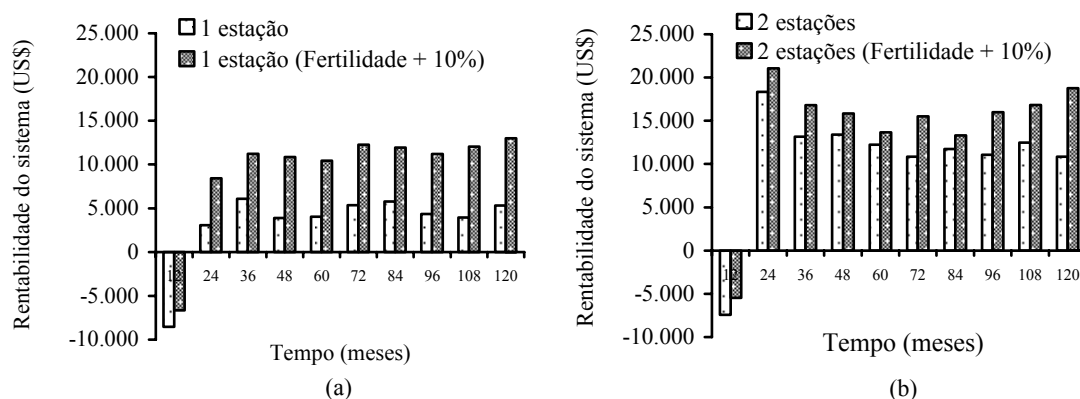 25.000
20.000
15.000
10.000
5.000
0
-5.000
-10.000
Rentabilidade do sistema (US$)
1 estação
1 estação (Fertilidade + 10%)
12 24 36 48 60 72 84 96 108 120
Tempo (meses)
(a)
25.000
20.000
15.000
10.000
5.000
0
-5.000
-10.000
Rentabilidade do sistema (US$)
2 estações
2 estações (Fertilidade + 10%)
12 24 36 48 60 72 84 96 108 120
Tempo (meses)
(b)